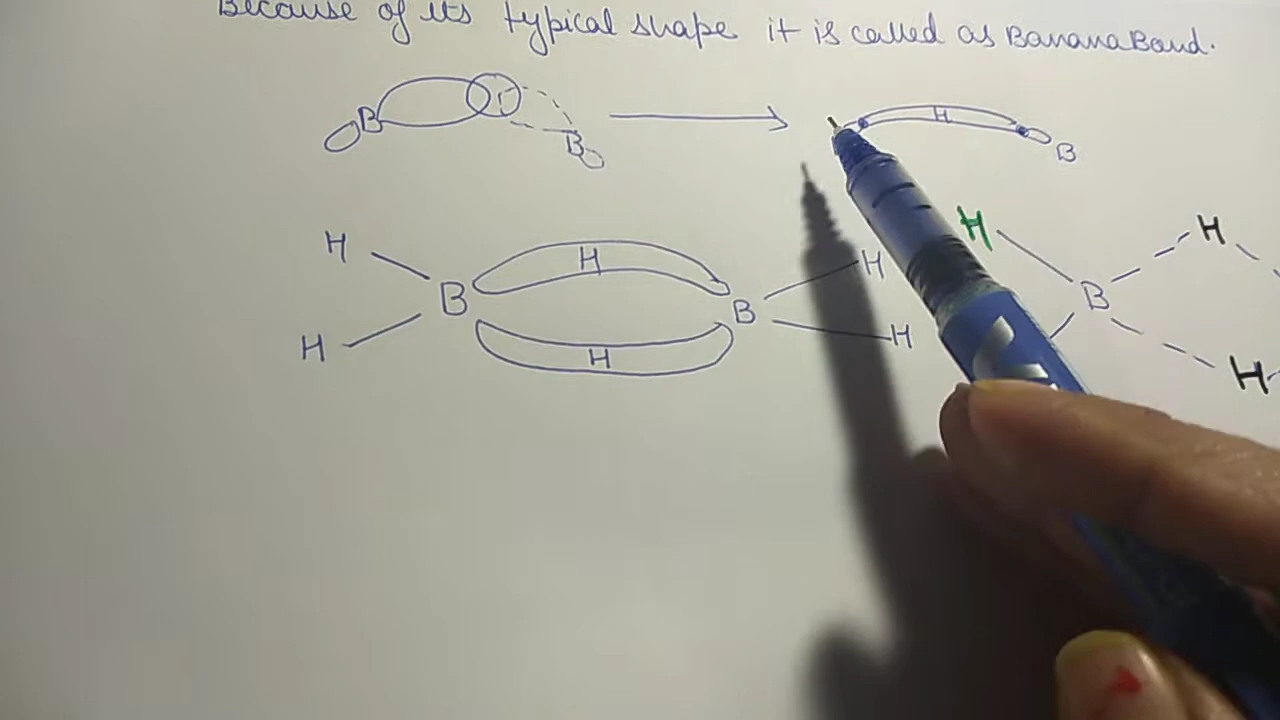 Because of its typical shape it is called as Banana Bond.
B B H B
H H H H H
B B B
H H H H